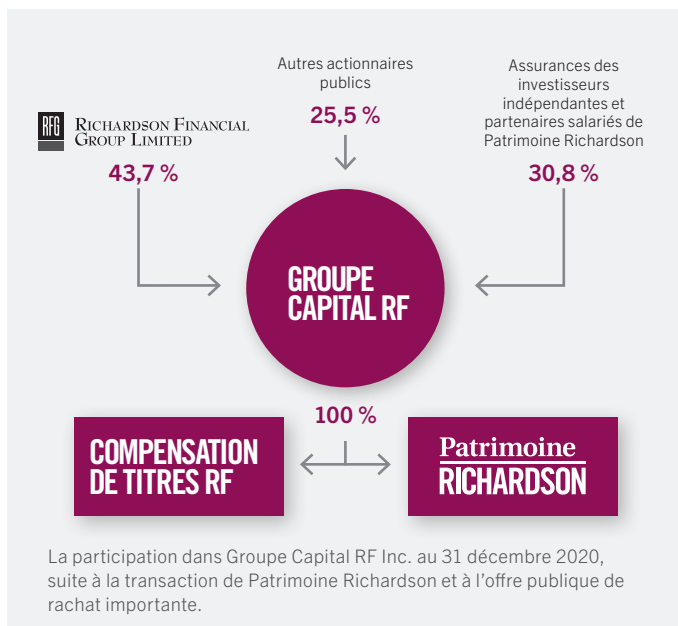 Autres actionnaires
publics
25,5 %
RFG
RICHARDSON FINANCIAL
GROUP LIMITED
43,7 %
Assurances des
investisseurs
indépendantes et
partenaires salariés de
Patrimoine Richardson
30,8 %
GROUPE
CAPITAL RF
100 %
COMPENSATION
DE TITRES RF
Patrimoine
RICHARDSON
La participation dans Groupe Capital RF Inc. au 31 décembre 2020,
suite à la transaction de Patrimoine Richardson et à l’offre publique de
rachat importante.